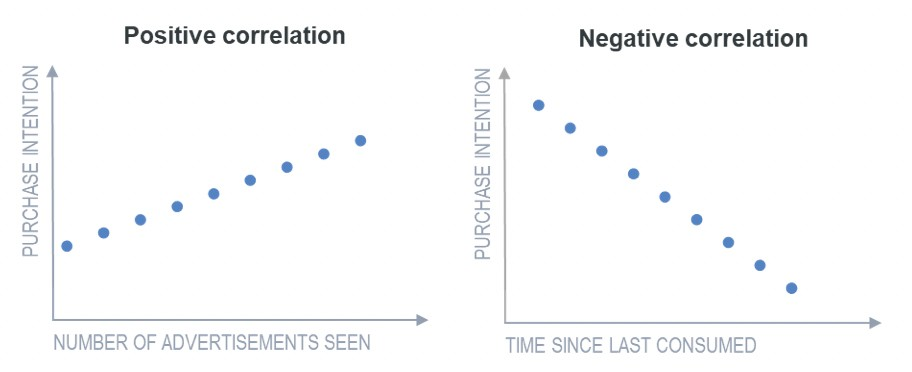 Positive correlation
PURCHASE INTENTION
NUMBER OF ADVERTISEMENTS SEEN
Negative correlation
PURCHASE INTENTION
TIME SINCE LAST CONSUMED